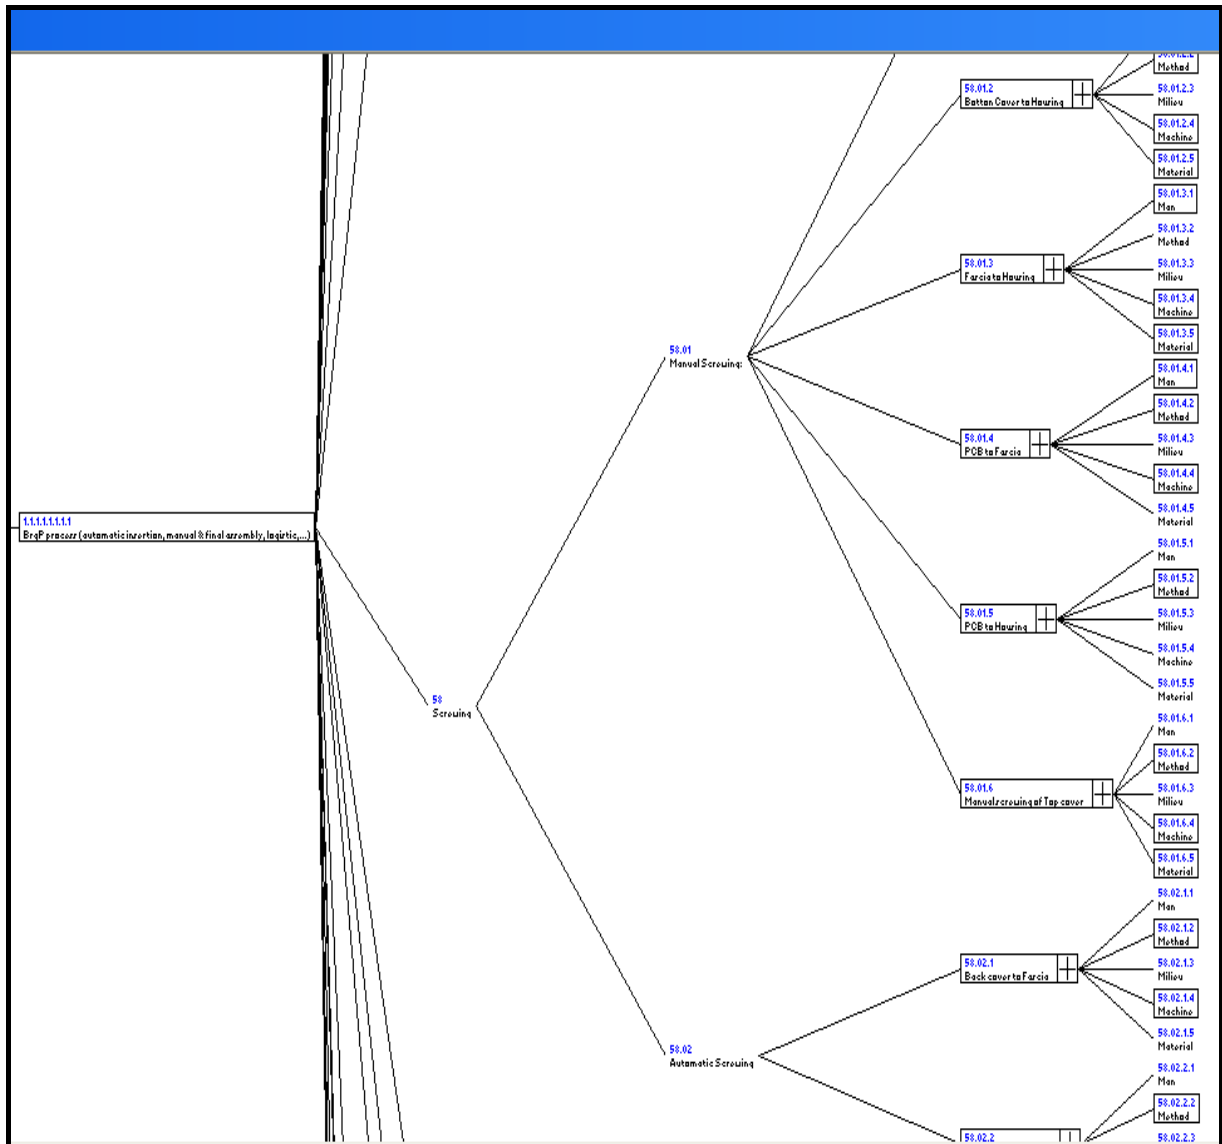 58.01.2.2
Method
58.01.2
Bottom Cover to Housing
58.01.2.3
Milieu
58.01.2.4
Machine
58.01.2.5
Material
58.01.3.1
Man
58.01.3.2
Method
58.01.3
Fascia to Housing
58.01.3.3
Milieu
58.01.3.4
Machine
58.01.3.5
Material
58.01
Manual Screwing:
58.01.4.1
Man
58.01.4.2
Method
58.01.4
PCB to Fascia
58.01.4.3
Milieu
58.01.4.4
Machine
58.01.4.5
Material
1.1.1.1.1.1.1.1
BrgP process (automatic insertion, manual & final assembly, logistic,...)
58.01.5.1
Man
58.01.5.2
Method
58.01.5
PCB to Housing
58.01.5.3
Milieu
58.01.5.4
Machine
58.01.5.5
Material
58
Screwing
58.01.6.1
Man
58.01.6.2
Method
58.01.6
Manual screwing of Top cover
58.01.6.3
Milieu
58.01.6.4
Machine
58.01.6.5
Material
58.02.1.1
Man
58.02.1.2
Method
58.02.1
Back cover to Fascia
58.02.1.3
Milieu
58.02.1.4
Machine
58.02.1.5
Material
58.02
Automatic Screwing
58.02.2.1
Man
58.02.2.2
Method
58.02.2
58.02.2.3